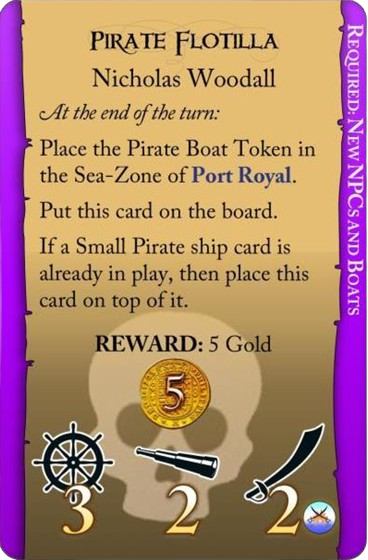 PIRATE FLOTILLA
Nicholas Woodall
At the end of the turn:
Place the Pirate Boat Token in
the Sea-Zone of Port Royal.
Put this card on the board.
If a Small Pirate ship card is
already in play, then place this
card on top of it.
REWARD: 5 Gold
5
3 2 2
REQUIRED: NEW NPCS AND BOATS